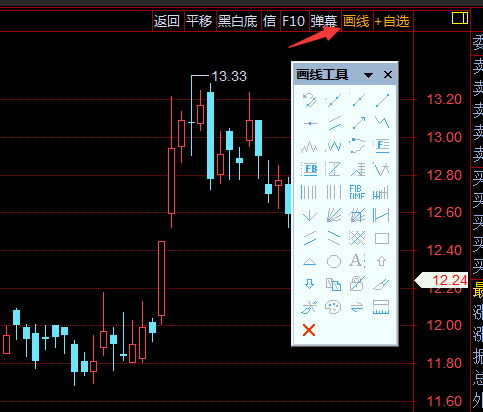 返回 平移 黑白底 信 F10 弹幕 画线 +自选
13.33
画线工具
FB
F
FIB
TIME
A
13.20
13.00
12.80
12.60
12.40
12.24
12.20
12.00
11.80
11.60
委
卖
卖
卖
卖
卖
买
买
买
买
买
最
涨
涨
振
总
外